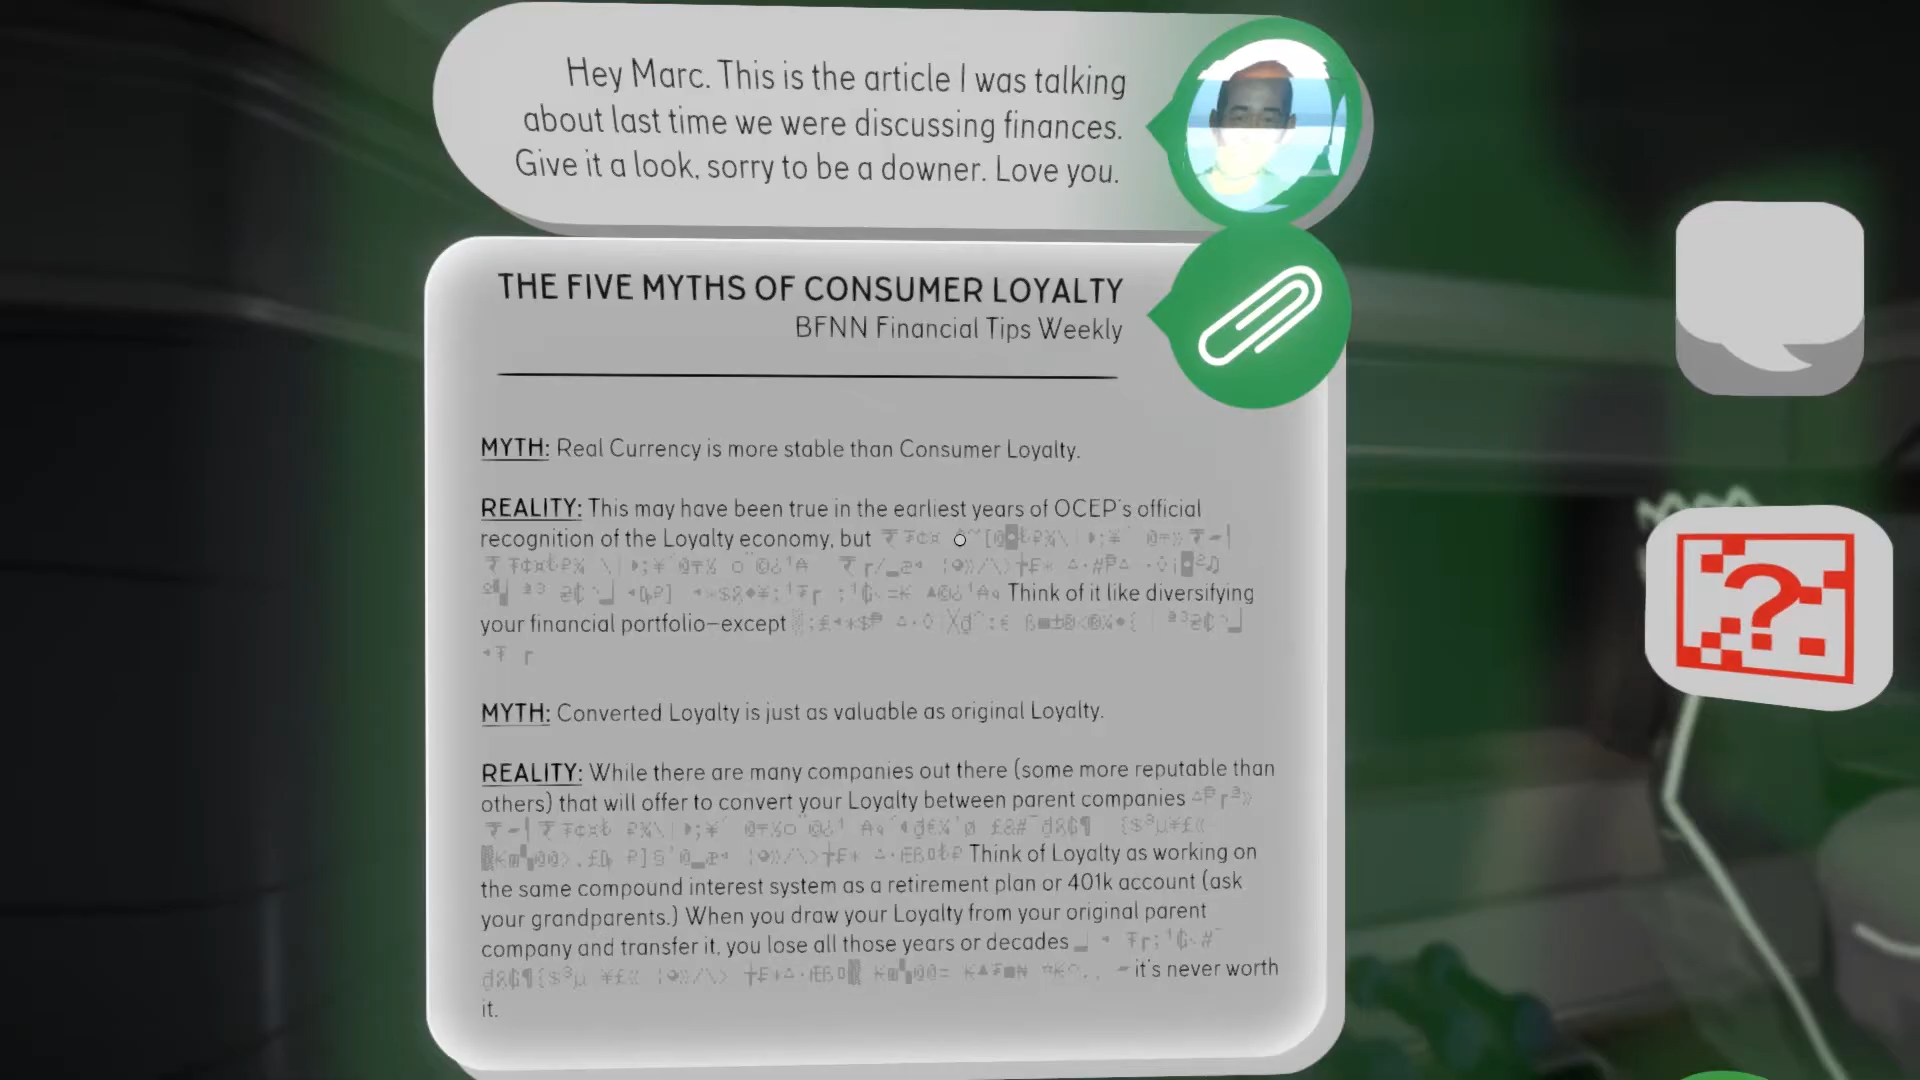 Hey Marc. This is the article I was talking
about last time we were discussing finances.
Give it a look, sorry to be a downer. Love you.
THE FIVE MYTHS OF CONSUMER LOYALTY
BFNN Financial Tips Weekly
MYTH: Real Currency is more stable than Consumer Loyalty.
REALITY: This may have been true in the earliest years of OCEP's official
recognition of the Loyalty economy, but
Think of it like diversifying
your financial portfolio—except
MYTH: Converted Loyalty is just as valuable as original Loyalty.
REALITY: While there are many companies out there (some more reputable than
others) that will offer to convert your Loyalty between parent companies
Think of Loyalty as working on
the same compound interest system as a retirement plan or 401k account (ask
your grandparents.) When you draw your Loyalty from your original parent
company and transfer it, you lose all those years or decades
it's never worth
it.
?